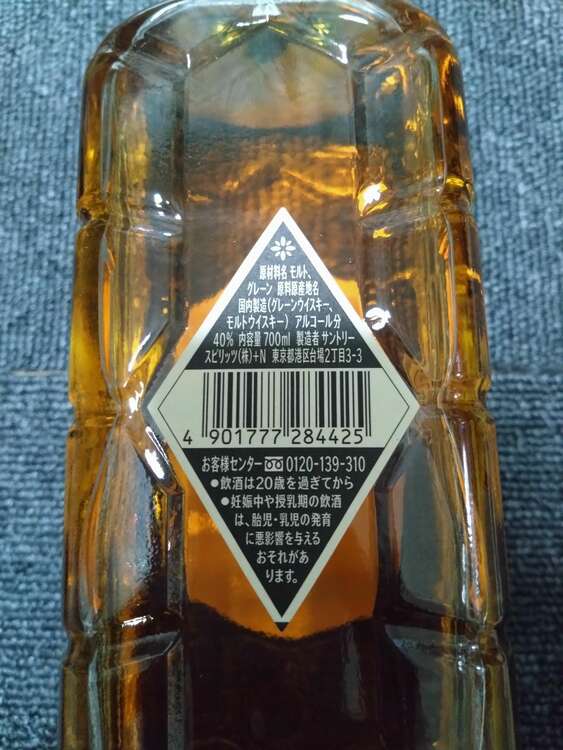 原材料名 モルト、
グレーン 原料原産地名
国内製造(グレーンウイスキー、
モルトウイスキー) アルコール分
40% 内容量 700ml 製造者 サントリー
スピリッツ(株)+N 東京都港区台場2丁目3-3
4 901777 284425
お客様センター 0120-139-310
●飲酒は20歳を過ぎてから
●妊娠中や授乳期の飲酒
は、胎児・乳児の発育
に悪影響を与える
おそれがあ
ります。